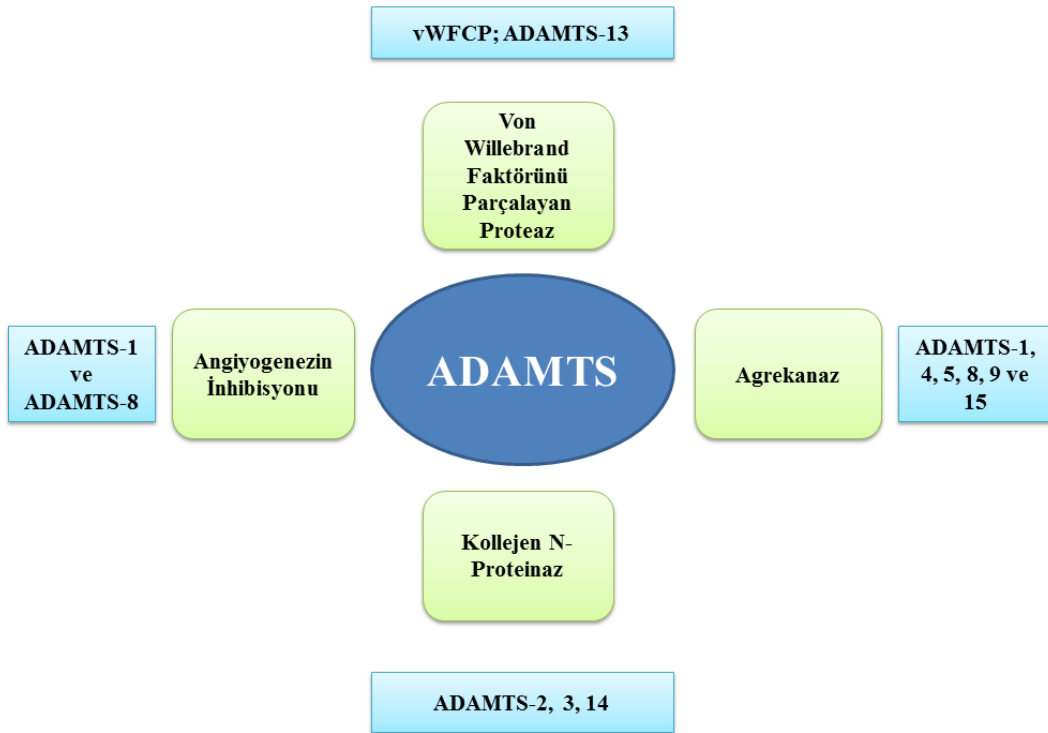 vWFCP; ADAMTS-13
Von
Willebrand
Faktörünü
Parçalayan
Proteaz
ADAMTS-1
ve
ADAMTS-8
Angiyogenezin
İnhibisyonu
ADAMTS
Agrekanaz
ADAMTS-1,
4, 5, 8, 9 ve
15
Kollejen N-
Proteinaz
ADAMTS-2, 3, 14